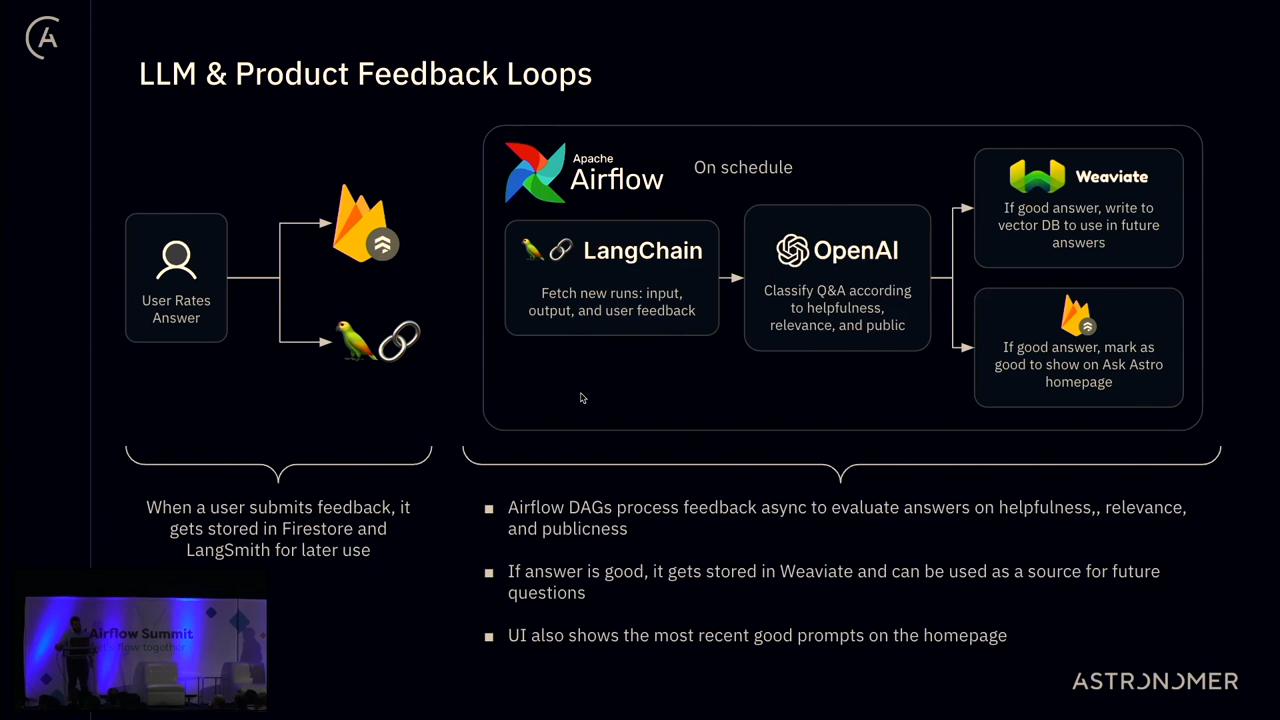 LLM & Product Feedback Loops
User Rates
Answer
Apache
Airflow
On schedule
LangChain
Fetch new runs: input,
output, and user feedback
OpenAI
Classify Q&A according
to helpfulness,
relevance, and public
Weaviate
If good answer, write to
vector DB to use in future
answers
If good answer, mark as
good to show on Ask Astro
homepage
When a user submits feedback, it
gets stored in Firestore and
LangSmith for later use
■ Airflow DAGs process feedback async to evaluate answers on helpfulness,, relevance,
and publicness
■ If answer is good, it gets stored in Weaviate and can be used as a source for future
questions
■ UI also shows the most recent good prompts on the homepage
Airflow Summit
Let's flow together
ASTRONOMER